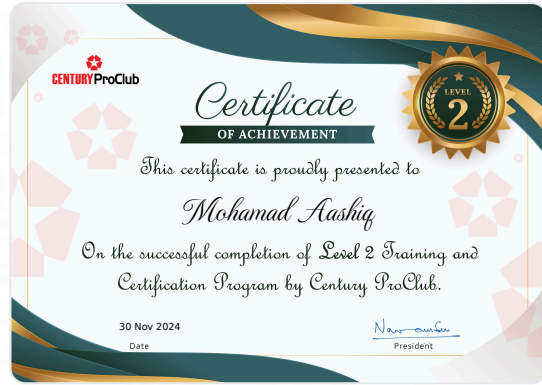 CENTURY ProClub
Certificate
OF ACHIEVEMENT
LEVEL
2
This certificate is proudly presented to
Mohamad Aashiq
On the successful completion of Level 2 Training and
Certification Program by Century ProClub.
30 Nov 2024
Date
President